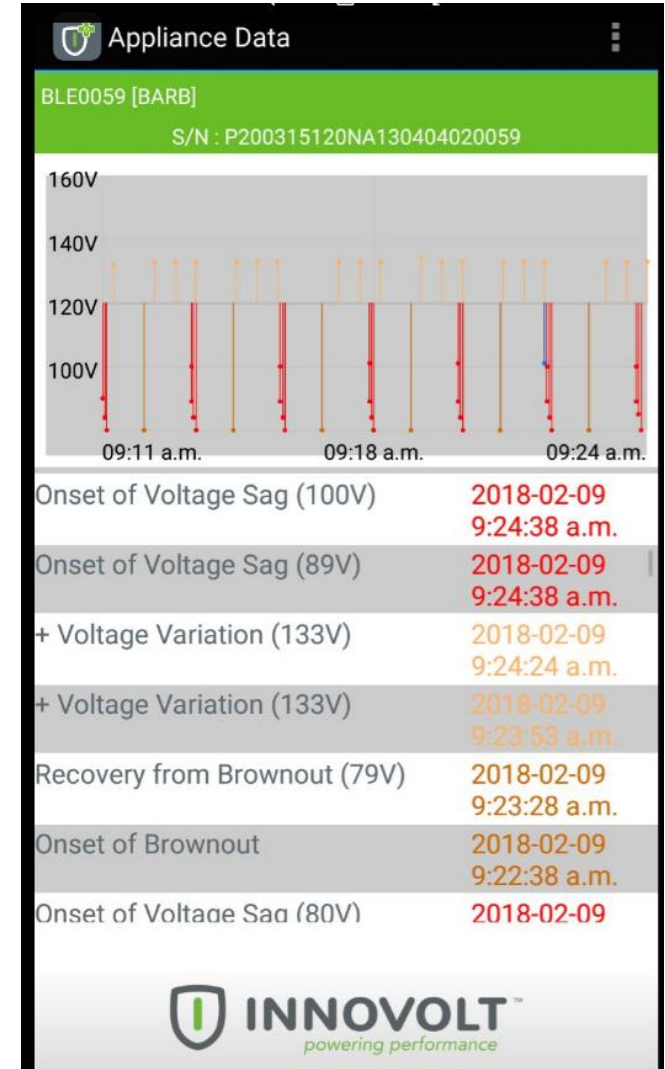 Appliance Data
BLE0059 [BARB]
S/N : P200315120NA130404020059
160V
140V
120V
100V
09:11 a.m. 09:18 a.m. 09:24 a.m.
Onset of Voltage Sag (100V) 2018-02-09
9:24:38 a.m.
Onset of Voltage Sag (89V) 2018-02-09
9:24:38 a.m.
+ Voltage Variation (133V) 2018-02-09
9:24:24 a.m.
+ Voltage Variation (133V) 2018-02-09
9:23:53 a.m.
Recovery from Brownout (79V) 2018-02-09
9:23:28 a.m.
Onset of Brownout 2018-02-09
9:22:38 a.m.
Onset of Voltage Sag (80V) 2018-02-09
INNOVOLT™
powering performance